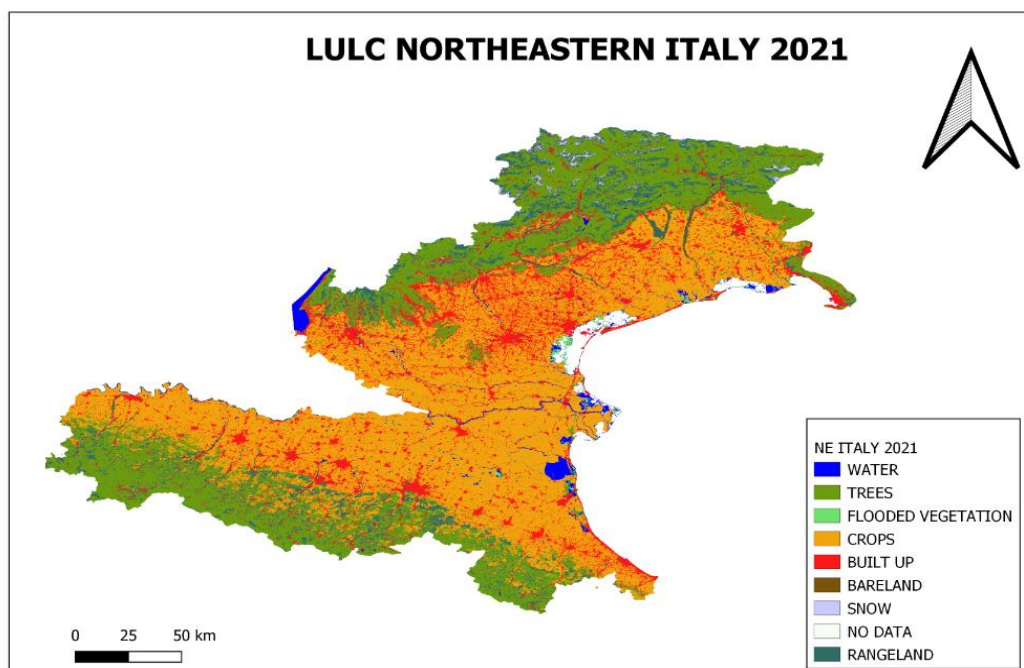 LULC NORTHEASTERN ITALY 2021
NE ITALY 2021
WATER
TREES
FLOODED VEGETATION
CROPS
BUILT UP
BARELAND
SNOW
NO DATA
RANGELAND
0 25 50 km